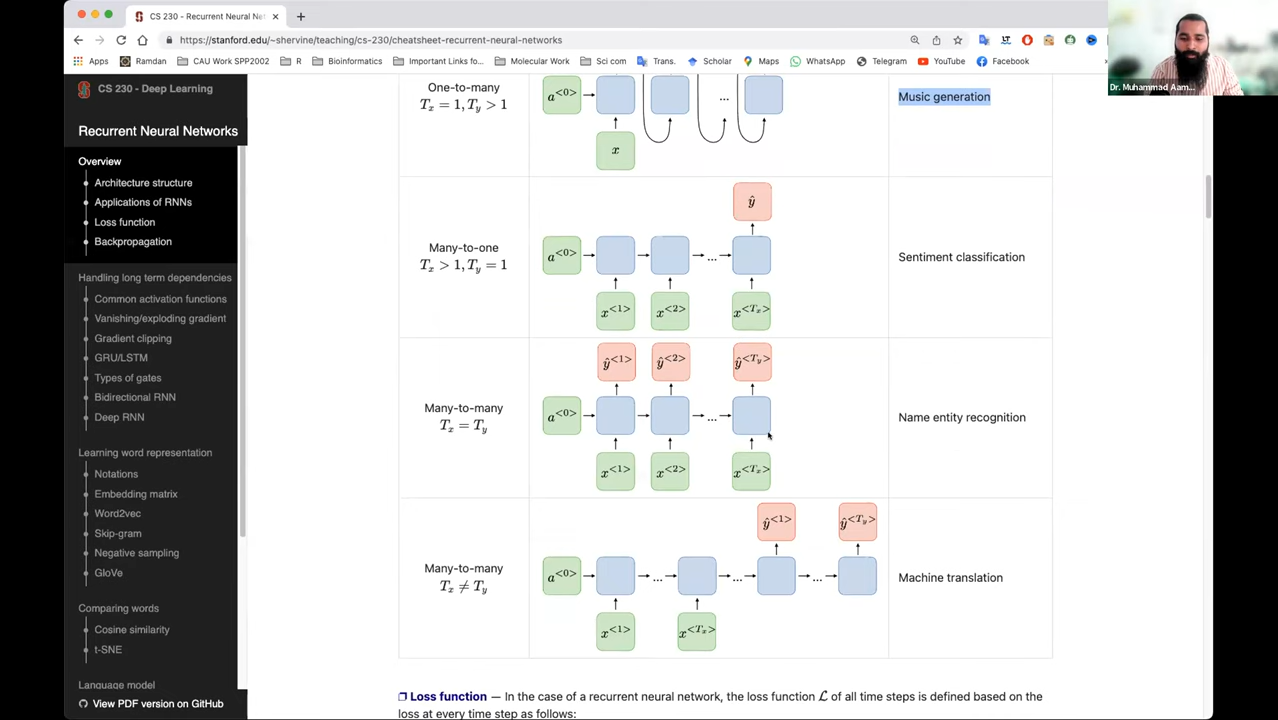 CS 230 - Recurrent Neural Net
https://stanford.edu/~shervine/teaching/cs-230/cheatsheet-recurrent-neural-networks
Apps Ramdan CAU Work SPP2002 R Bioinformatics Important Links fo... Molecular Work Sci com Trans. Scholar Maps WhatsApp Telegram YouTube Facebook
Dr. Muhammad Aam...
CS 230 - Deep Learning
Recurrent Neural Networks
Overview
Architecture structure
Applications of RNNs
Loss function
Backpropagation
Handling long term dependencies
Common activation functions
Vanishing/exploding gradient
Gradient clipping
GRU/LSTM
Types of gates
Bidirectional RNN
Deep RNN
Learning word representation
Notations
Embedding matrix
Word2vec
Skip-gram
Negative sampling
GloVe
Comparing words
Cosine similarity
t-SNE
Language model
View PDF version on GitHub
One-to-many
Tx = 1, Ty > 1
a<0>
...
x
Music generation
Many-to-one
Tx > 1, Ty = 1
ŷ
a<0> ...
x<1> x<2> x<Tx>
Sentiment classification
Many-to-many
Tx = Ty
ŷ<1> ŷ<2> ŷ<Ty>
a<0> ...
x<1> x<2> x<Tx>
Name entity recognition
Many-to-many
Tx ≠ Ty
ŷ<1> ŷ<Ty>
a<0> ... ... ...
x<1> x<Tx>
Machine translation
Loss function — In the case of a recurrent neural network, the loss function ℒ of all time steps is defined based on the
loss at every time step as follows: